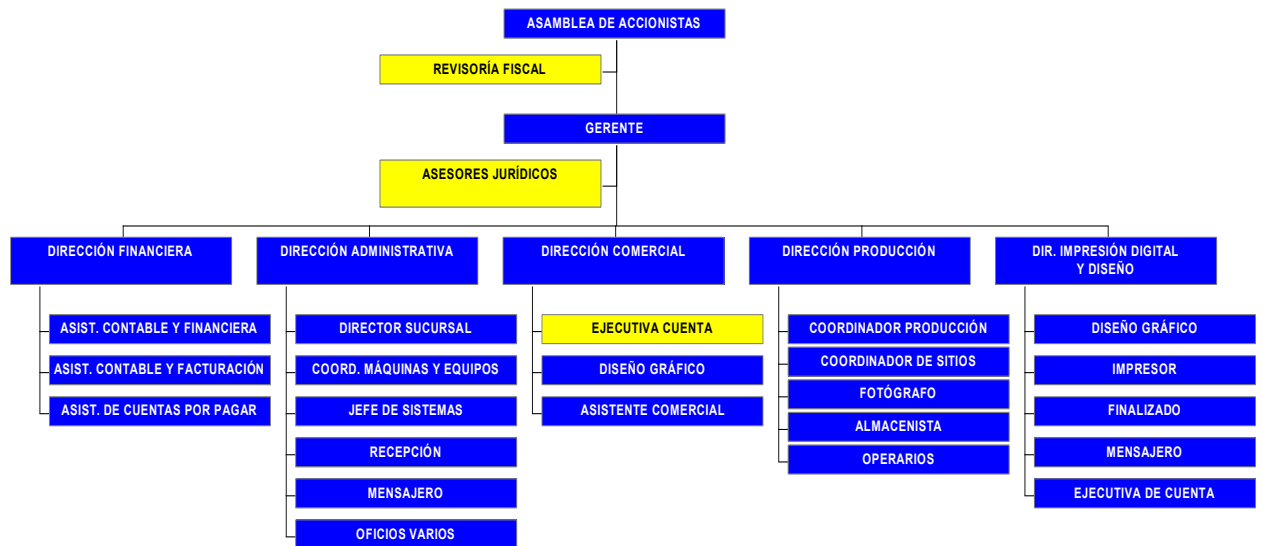 ASAMBLEA DE ACCIONISTAS
REVISORÍA FISCAL
GERENTE
ASESORES JURÍDICOS
DIRECCIÓN FINANCIERA
ASIST. CONTABLE Y FINANCIERA
ASIST. CONTABLE Y FACTURACIÓN
ASIST. DE CUENTAS POR PAGAR
DIRECCIÓN ADMINISTRATIVA
DIRECTOR SUCURSAL
COORD. MÁQUINAS Y EQUIPOS
JEFE DE SISTEMAS
RECEPCIÓN
MENSAJERO
OFICIOS VARIOS
DIRECCIÓN COMERCIAL
EJECUTIVA CUENTA
DISEÑO GRÁFICO
ASISTENTE COMERCIAL
DIRECCIÓN PRODUCCIÓN
COORDINADOR PRODUCCIÓN
COORDINADOR DE SITIOS
FOTÓGRAFO
ALMACENISTA
OPERARIOS
DIR. IMPRESIÓN DIGITAL
Y DISEÑO
DISEÑO GRÁFICO
IMPRESOR
FINALIZADO
MENSAJERO
EJECUTIVA DE CUENTA